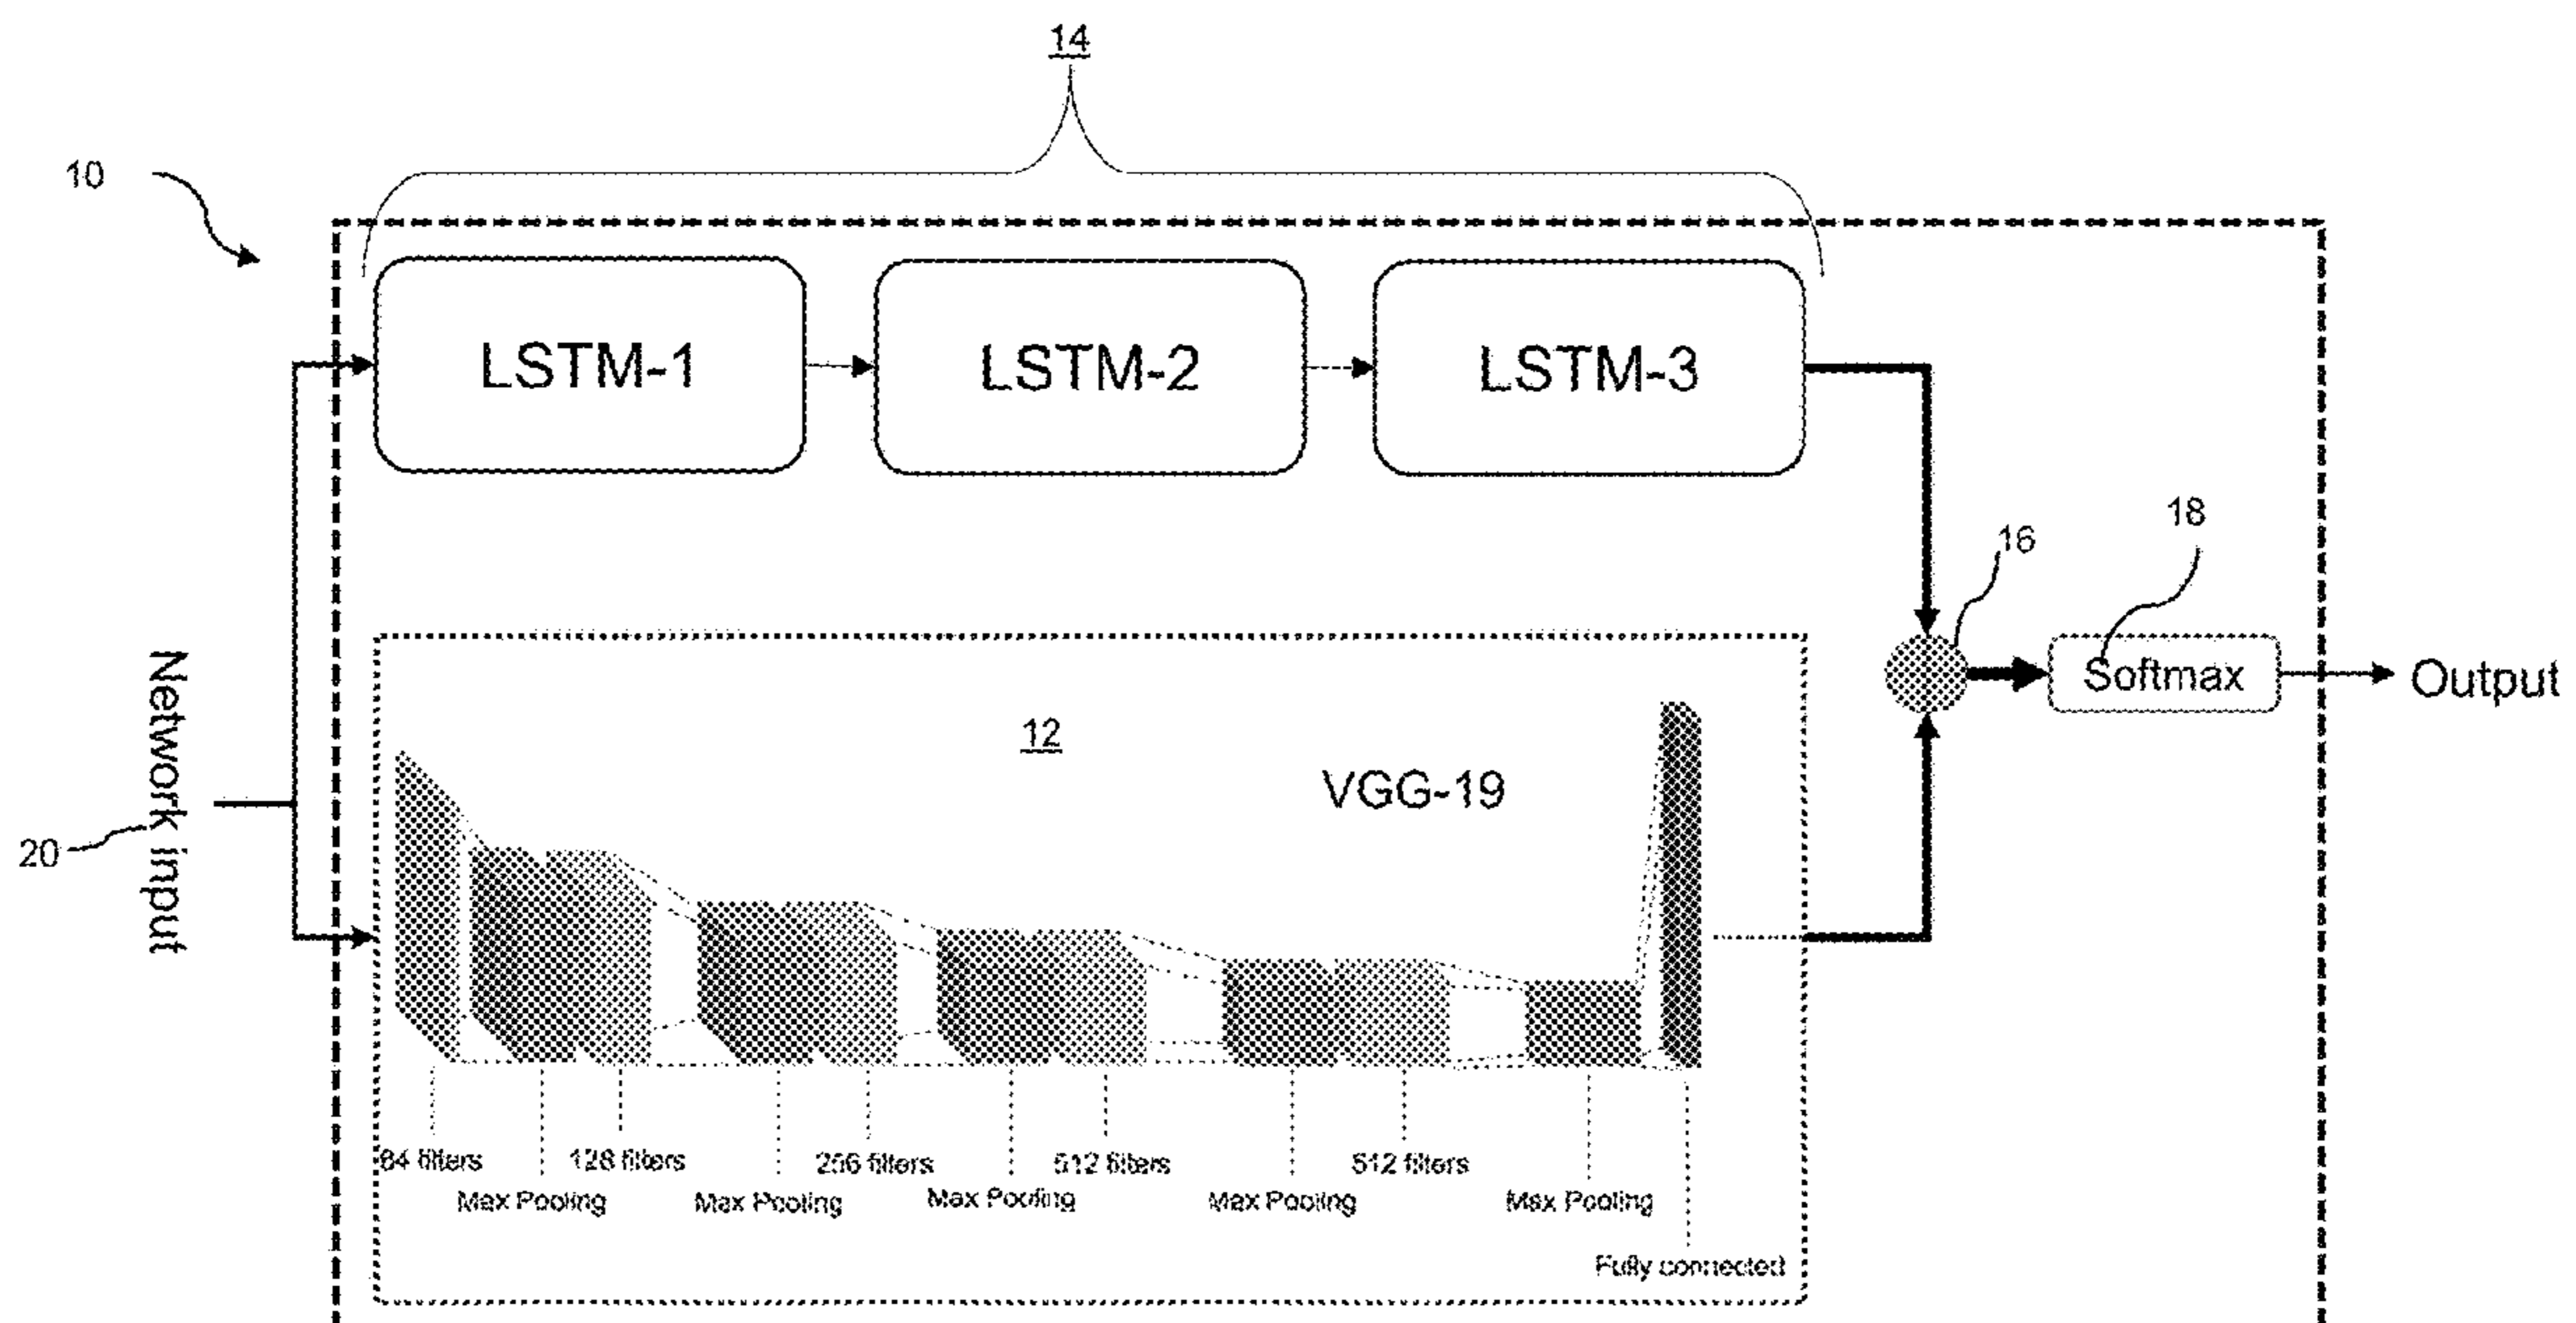 14
10
LSTM-1
LSTM-2
LSTM-3
18
16
Softmax
Output
12
VGG-19
Network input
20
64 filters
128 filters
256 filters
512 filters
512 filters
Max Pooling
Max Pooling
Max Pooling
Max Pooling
Max Pooling
Fully connected